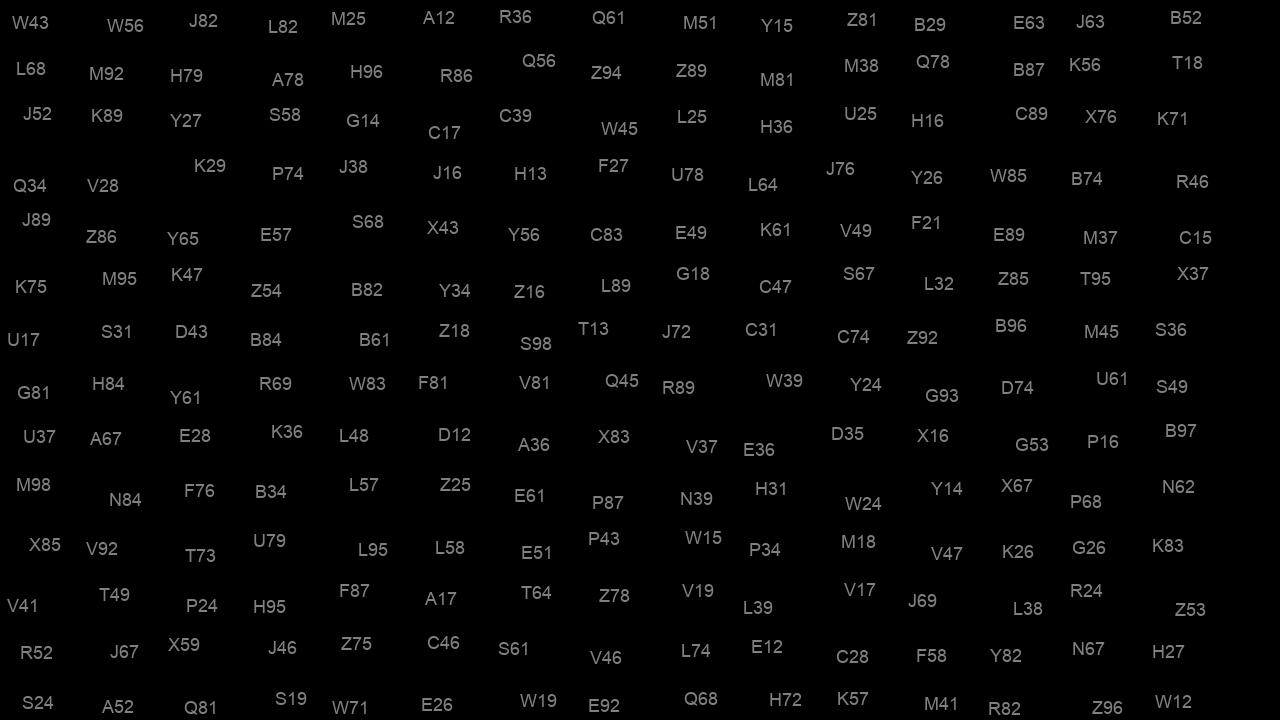 W43 W56 J82 L82 M25 A12 R36 Q61 M51 Y15 Z81 B29 E63 J63 B52
L68 M92 H79 A78 H96 R86 Q56 Z94 Z89 M81 M38 Q78 B87 K56 T18
J52 K89 Y27 S58 G14 C17 C39 W45 L25 H36 U25 H16 C89 X76 K71
Q34 V28 K29 P74 J38 J16 H13 F27 U78 L64 J76 Y26 W85 B74 R46
J89 Z86 Y65 E57 S68 X43 Y56 C83 E49 K61 V49 F21 E89 M37 C15
K75 M95 K47 Z54 B82 Y34 Z16 L89 G18 C47 S67 L32 Z85 T95 X37
U17 S31 D43 B84 B61 Z18 S98 T13 J72 C31 C74 Z92 B96 M45 S36
G81 H84 Y61 R69 W83 F81 V81 Q45 R89 W39 Y24 G93 D74 U61 S49
U37 A67 E28 K36 L48 D12 A36 X83 V37 E36 D35 X16 G53 P16 B97
M98 N84 F76 B34 L57 Z25 E61 P87 N39 H31 W24 Y14 X67 P68 N62
X85 V92 T73 U79 L95 L58 E51 P43 W15 P34 M18 V47 K26 G26 K83
V41 T49 P24 H95 F87 A17 T64 Z78 V19 L39 V17 J69 L38 R24 Z53
R52 J67 X59 J46 Z75 C46 S61 V46 L74 E12 C28 F58 Y82 N67 H27
S24 A52 Q81 S19 W71 E26 W19 E92 Q68 H72 K57 M41 R82 Z96 W12